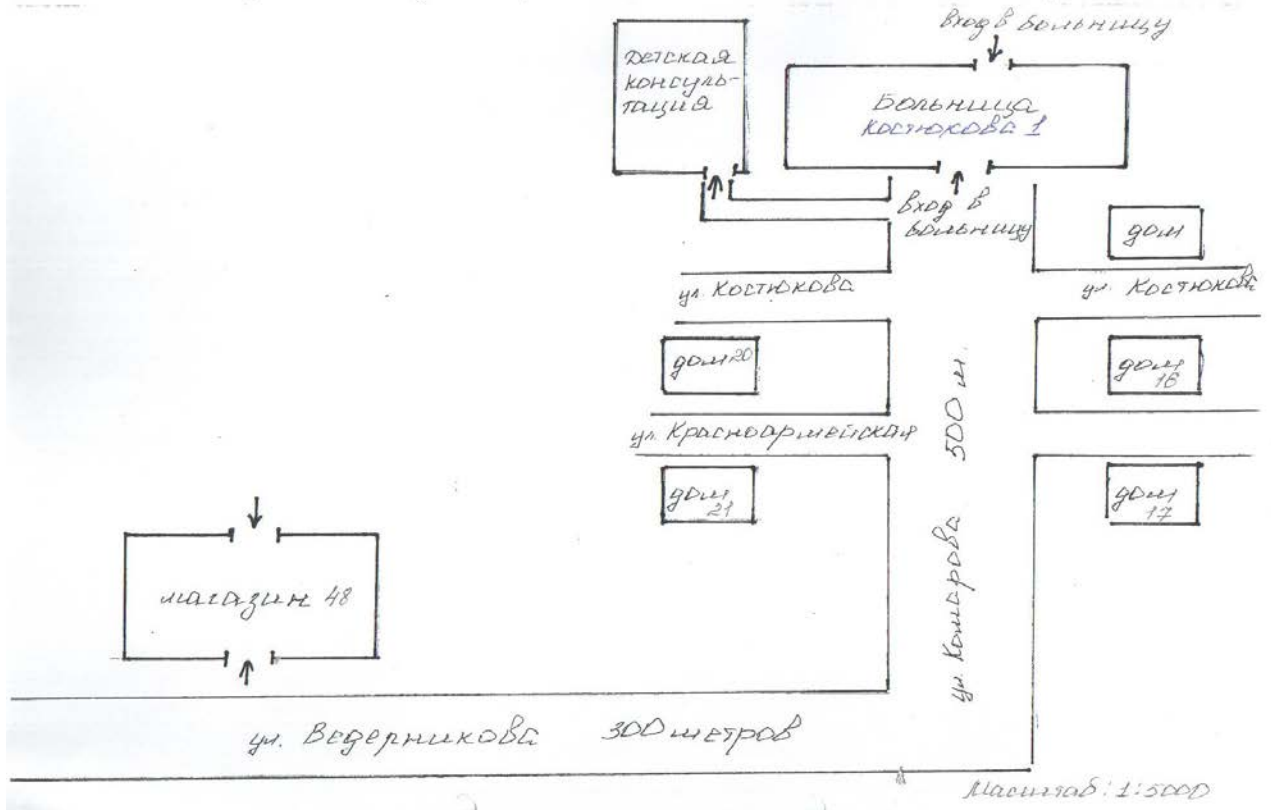 вход в больницу
Детская
консуль-
тация
Больница
Костюкова 1
вход в
больницу
дом
ул. Костюкова
ул. Костюкова
дом 20
дом
16
ул. Красноармейская
500 м.
дом
21
дом
17
магазин 48
ул. Комарова
ул. Ведерникова 300 метров
Масштаб: 1:5000